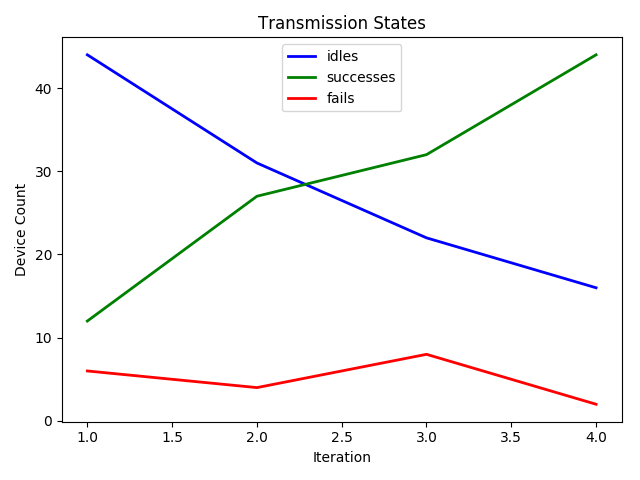 Transmission States
idles
successes
fails
Device Count
40
30
20
10
0
1.0 1.5 2.0 2.5 3.0 3.5 4.0
Iteration